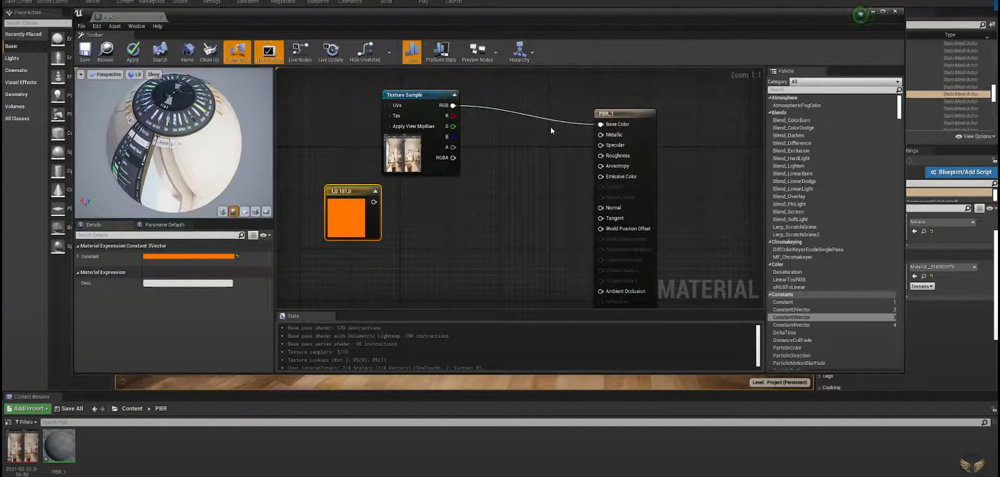 Save Current
Source Control
Modes
Content
Marketplace
Source
Settings
Datasmith
Megascans
Blueprints
Cinematics
Build
Play
Launch
Place Actors
Search Classes
Recently Placed
Basic
Lights
Cinematic
Visual Effects
Geometry
Volumes
All Classes
PBR_1*
File Edit Asset Window Help
Toolbar
Save
Browse
Apply
Search
Home
Clean Up
Connectors
Live Preview
Live Nodes
Live Update
Hide Unrelated
Stats
Platform Stats
Preview Nodes
Hierarchy
Perspective
Lit
Show
Details
Parameter Default:
Search Details
Material Expression Constant 3Vector
Constant
Material Expression
Desc
Zoom 1:1
Texture Sample
UVs
RGB
Tex
R
Apply View MipBias
G
B
A
RGBA
1,0.181,0
PBR_1
Base Color
Metallic
Specular
Roughness
Anisotropy
Emissive Color
Opacity Mask
Normal
Tangent
World Position Offset
World Displacement
Ambient Occlusion
Refraction
MATERIAL
Stats
Base pass shader: 120 instructions
Base pass shader with Volumetric Lightmap: 194 instructions
Base pass vertex shader: 46 instructions
Texture samplers: 3/16
Texture Lookups (Est.): VS(0), PS(1)
User interpolators: 2/4 Scalars (1/4 Vectors) (TexCoords: 2, Custom: 0)
Palette
Category All
Search
Atmosphere
AtmosphericFogColor
Blends
Blend_ColorBurn
Blend_ColorDodge
Blend_Darken
Blend_Difference
Blend_Exclusion
Blend_HardLight
Blend_Lighten
Blend_LinearBurn
Blend_LinearDodge
Blend_LinearLight
Blend_Overlay
Blend_PinLight
Blend_Screen
Blend_SoftLight
Lerp_ScratchGrime
Lerp_ScratchGrime2
Chromakeying
DiffColorKeyerErodeSinglePass
MF_Chromakeyer
Color
Desaturation
LinearTosRGB
sRGBToLinear
Constants
Constant 1
Constant2Vector 2
Constant3Vector 3
Constant4Vector 4
DeltaTime
DistanceCullFade
ParticleColor
ParticleDirection
ParticleMotionBlurFade
Type
StaticMeshActor
StaticMeshActor
StaticMeshActor
StaticMeshActor
StaticMeshActor
StaticMeshActor
StaticMeshActor
StaticMeshActor
StaticMeshActor
StaticMeshActor
StaticMeshActor
StaticMeshActor
View Options
ttings
Blueprint/Add Script
Niklaus
Material__2146932679
Textures
Tags
Cooking
Level: Project (Persistent)
Content Browser
Add/Import
Save All
Content
PBR
Filters
Search PBR
2021-02-23_8-
54-59
PBR_1